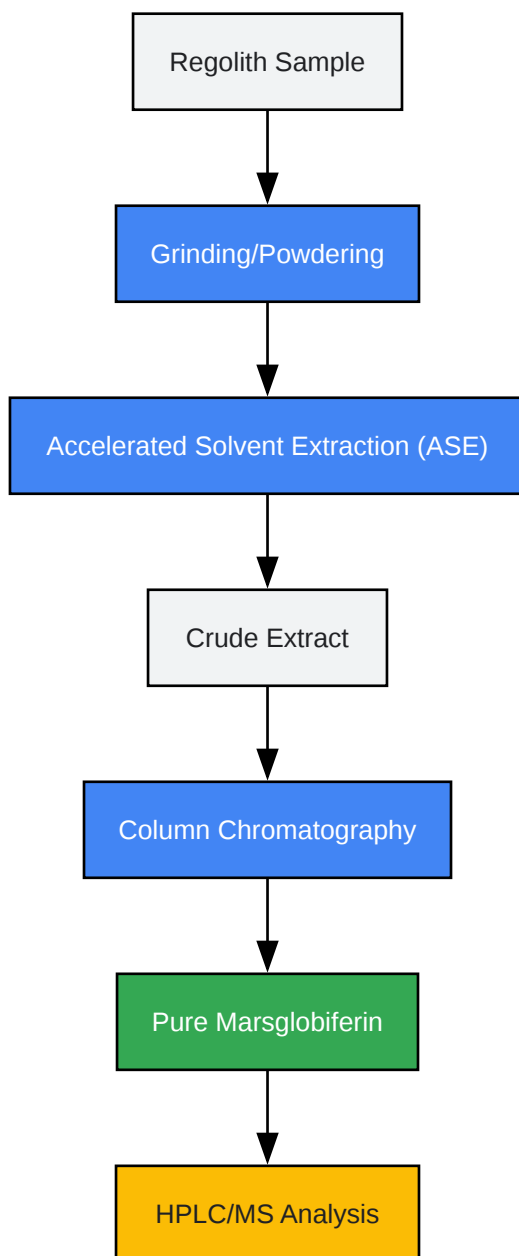 Regolith Sample
Grinding/Powdering
Accelerated Solvent Extraction (ASE)
Crude Extract
Column Chromatography
Pure Marsglobiferin
HPLC/MS Analysis